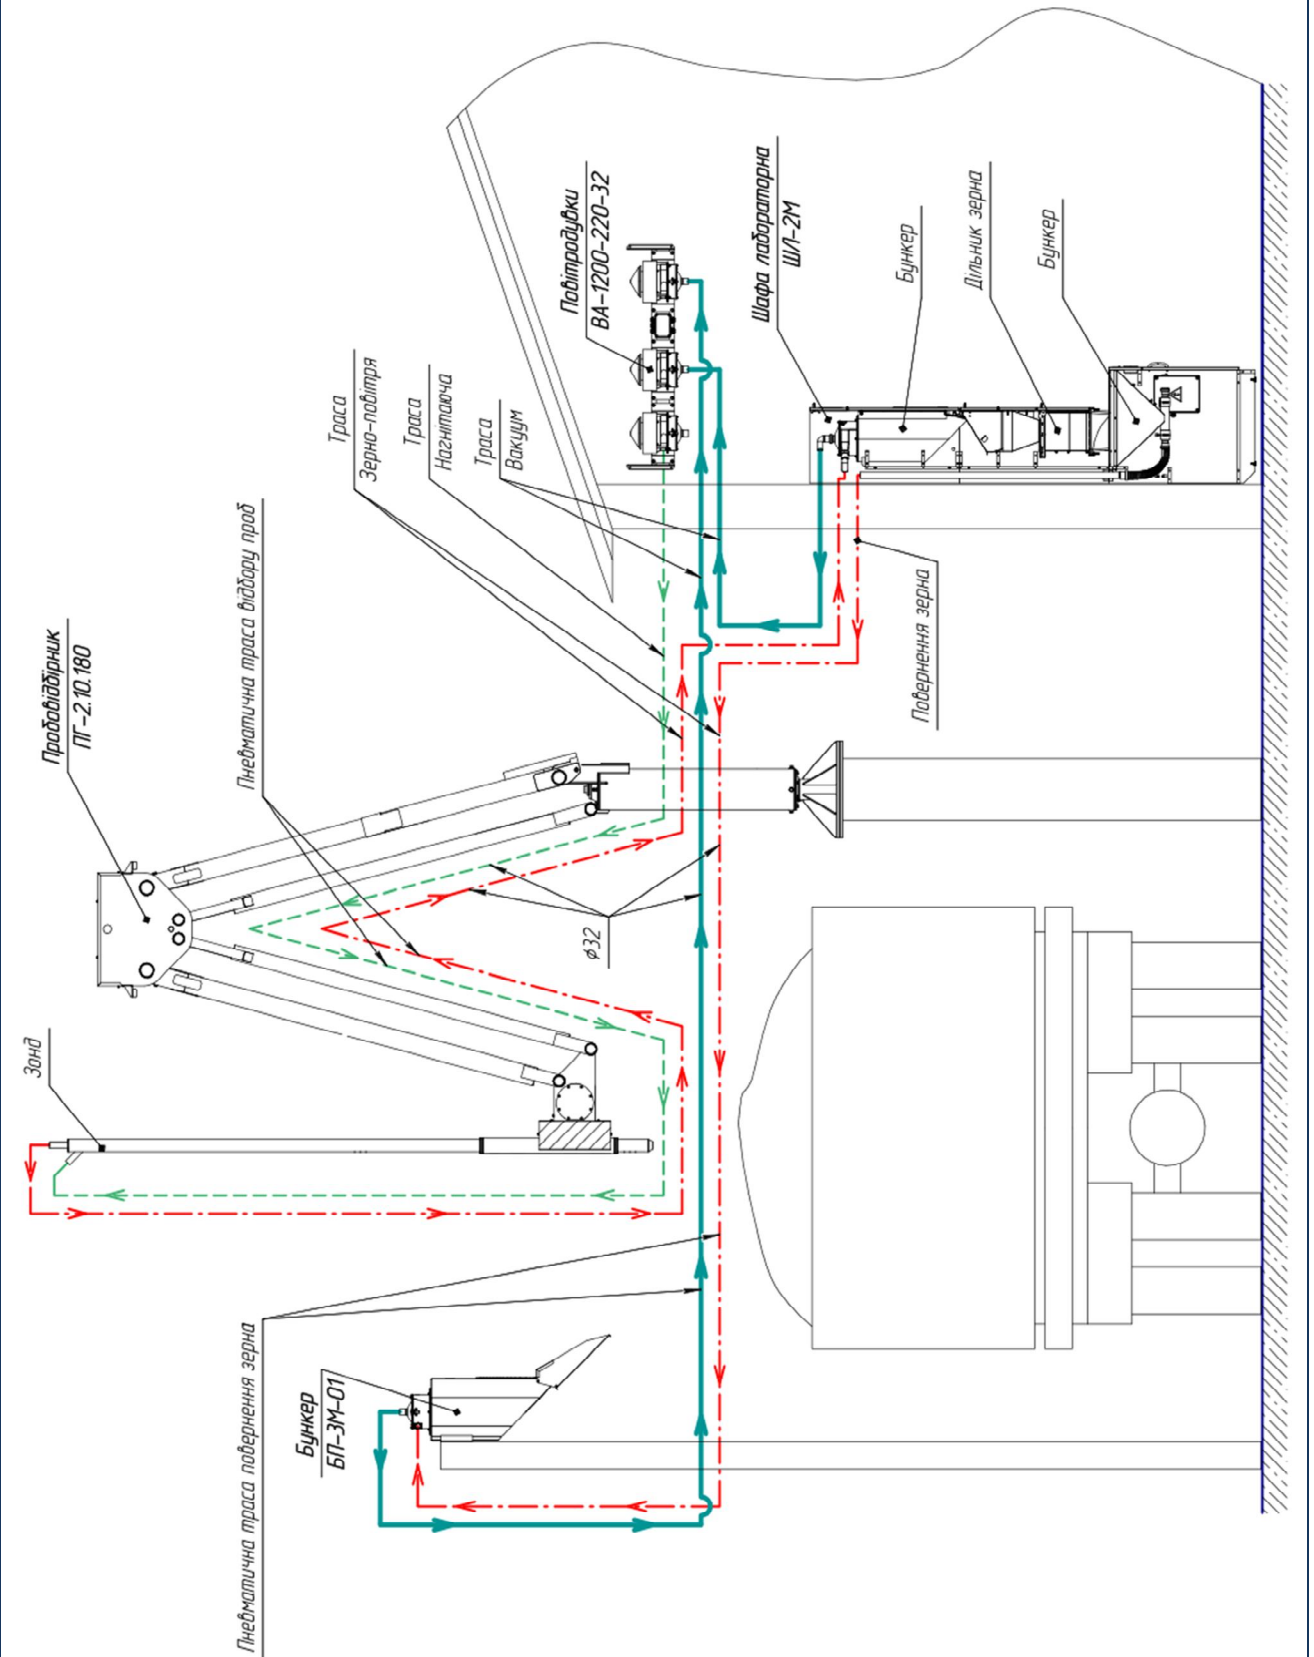 Зонд
Пробовідбірник
ПГ-2.10.180
Пневматична траса відбору проб
Траса
Зерно-повітря
Траса
Нагнітаюча
Траса
Вакуум
Повітродувки
ВА-1200-220-32
Шафа лабораторна
ШЛ-2М
Бункер
Дільник зерна
Бункер
Повернення зерна
ø32
Пневматична траса повернення зерна
Бункер
БП-3М-01